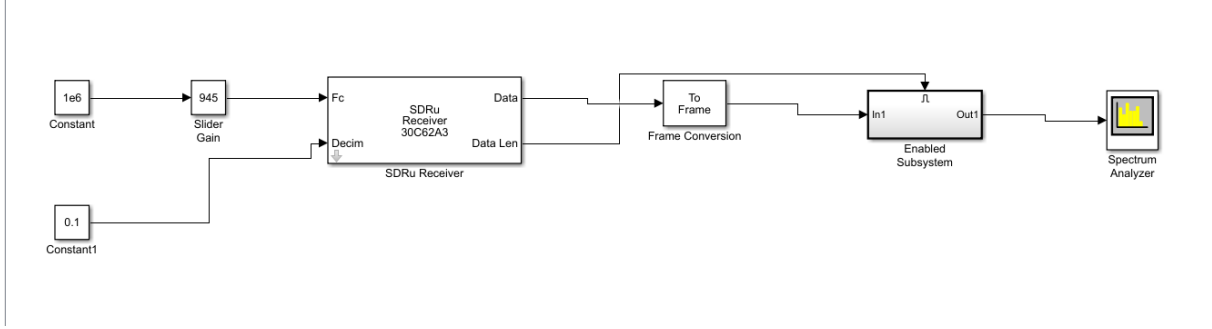 1e6
Constant
945
Slider
Gain
Fc
Decim
SDRu
Receiver
30C62A3
Data
Data Len
SDRu Receiver
To
Frame
Frame Conversion
In1
Out1
Enabled
Subsystem
Spectrum
Analyzer
0.1
Constant1